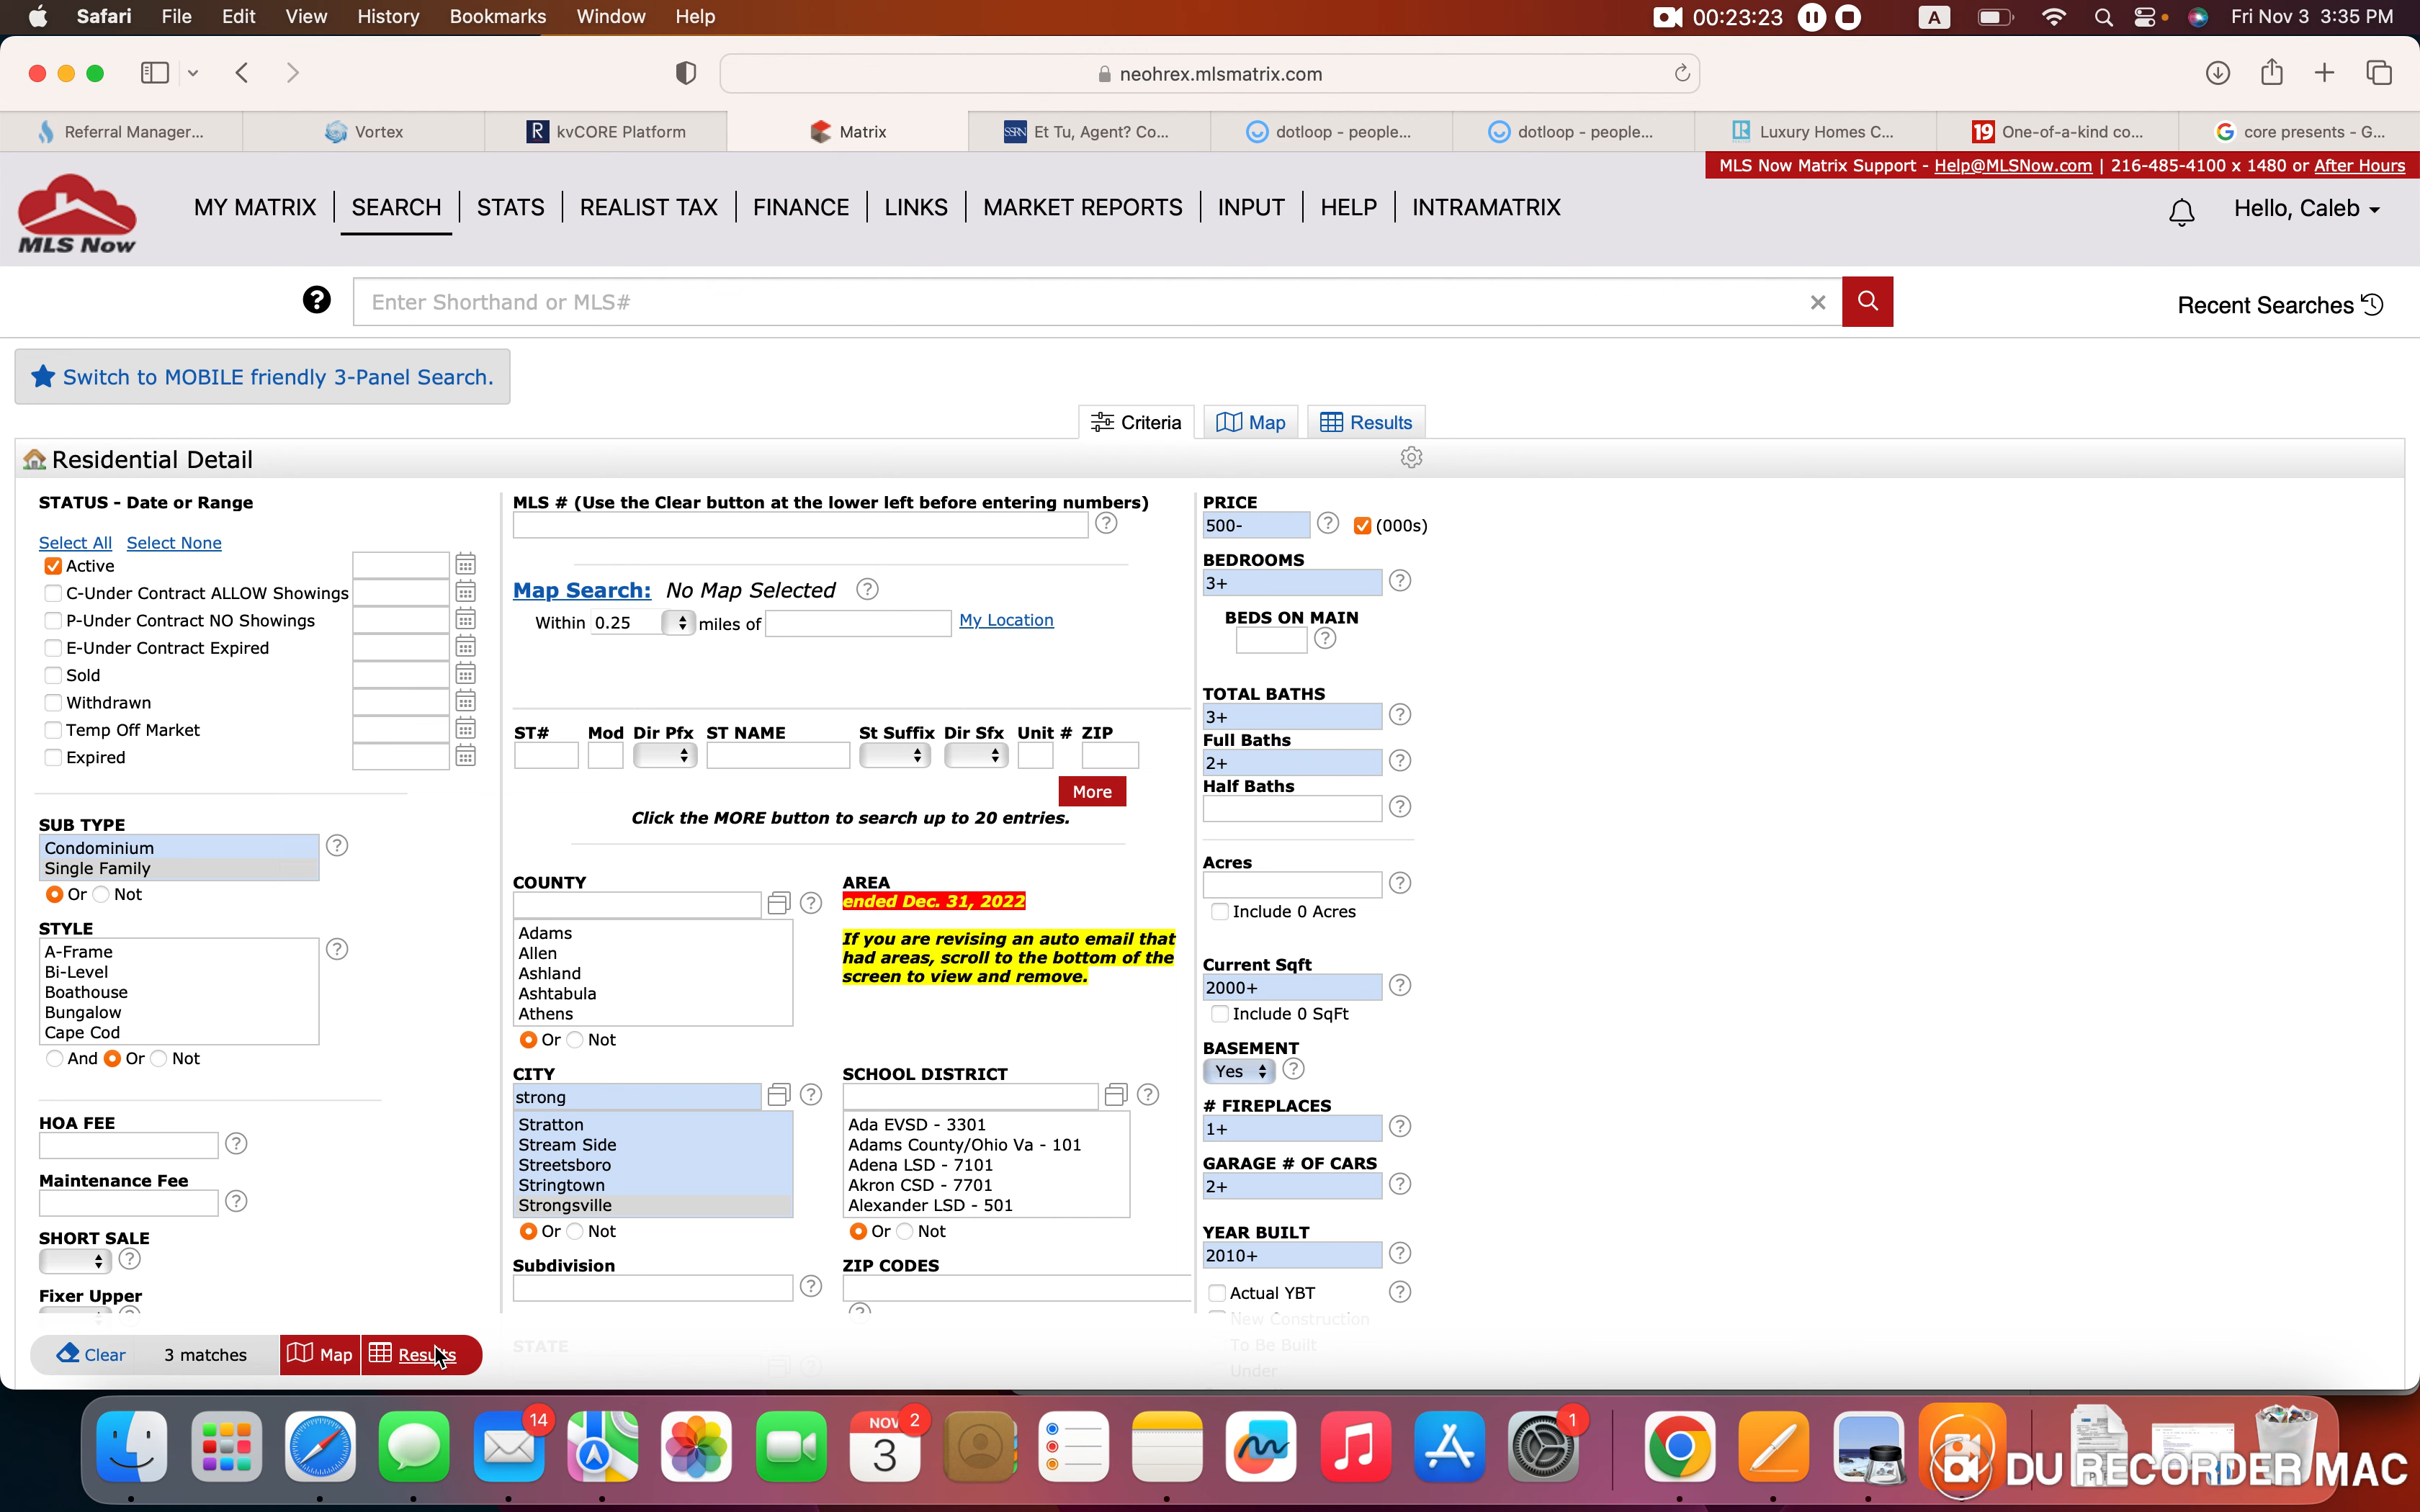 Safari File Edit View History Bookmarks Window Help 00:23:23 A Fri Nov 3 3:35 PM
neohrex.mlsmatrix.com
Referral Manager... Vortex R kvCORE Platform Matrix SSRN Et Tu, Agent? Co... dotloop - people... dotloop - people... Luxury Homes C... 19 One-of-a-kind co... G core presents - G...
MLS Now Matrix Support - Help@MLSNow.com | 216-485-4100 x 1480 or After Hours
MLS Now
MY MATRIX SEARCH STATS REALIST TAX FINANCE LINKS MARKET REPORTS INPUT HELP INTRAMATRIX Hello, Caleb
? Enter Shorthand or MLS# Recent Searches
Switch to MOBILE friendly 3-Panel Search.
Criteria Map Results
Residential Detail
STATUS - Date or Range
Select All Select None
Active
C-Under Contract ALLOW Showings
P-Under Contract NO Showings
E-Under Contract Expired
Sold
Withdrawn
Temp Off Market
Expired
SUB TYPE
Condominium
Single Family
Or Not
STYLE
A-Frame
Bi-Level
Boathouse
Bungalow
Cape Cod
And Or Not
HOA FEE
Maintenance Fee
SHORT SALE
Fixer Upper
MLS # (Use the Clear button at the lower left before entering numbers)
Map Search: No Map Selected
Within 0.25 miles of My Location
ST# Mod Dir Pfx ST NAME St Suffix Dir Sfx Unit # ZIP
More
Click the MORE button to search up to 20 entries.
COUNTY
Adams
Allen
Ashland
Ashtabula
Athens
Or Not
AREA
ended Dec. 31, 2022
If you are revising an auto email that
had areas, scroll to the bottom of the
screen to view and remove.
CITY
strong
Stratton
Stream Side
Streetsboro
Stringtown
Strongsville
Or Not
SCHOOL DISTRICT
Ada EVSD - 3301
Adams County/Ohio Va - 101
Adena LSD - 7101
Akron CSD - 7701
Alexander LSD - 501
Or Not
Subdivision
ZIP CODES
STATE
PRICE
500- (000s)
BEDROOMS
3+
BEDS ON MAIN
TOTAL BATHS
3+
Full Baths
2+
Half Baths
Acres
Include 0 Acres
Current Sqft
2000+
Include 0 SqFt
BASEMENT
Yes
# FIREPLACES
1+
GARAGE # OF CARS
2+
YEAR BUILT
2010+
Actual YBT
New Construction
To Be Built
Under
Clear 3 matches Map Results
14 NOV 3 2 1
DU RECORDER MAC